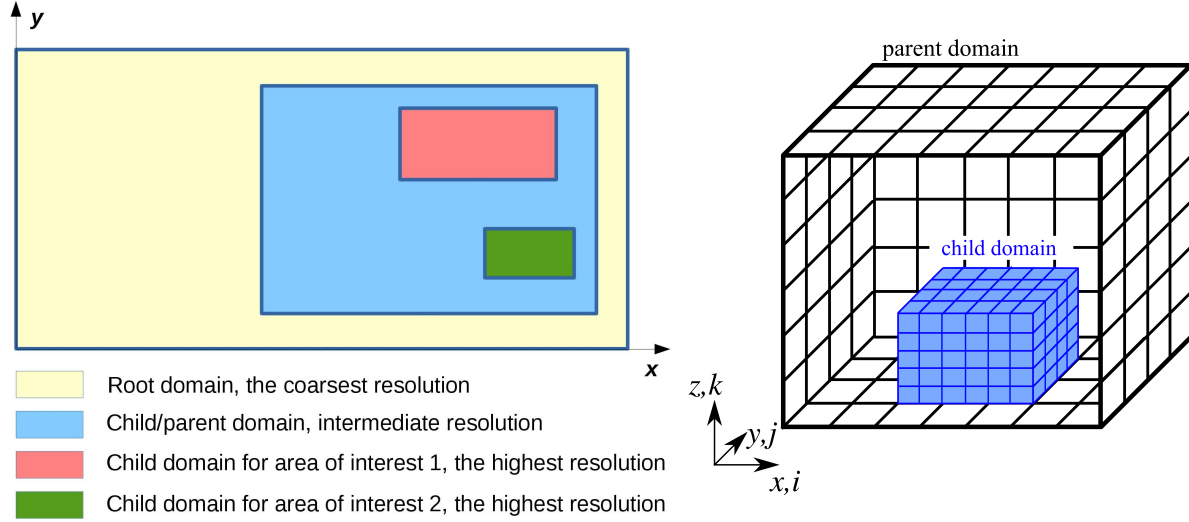 y
x
Root domain, the coarsest resolution
Child/parent domain, intermediate resolution
Child domain for area of interest 1, the highest resolution
Child domain for area of interest 2, the highest resolution
parent domain
child domain
z,k
y,j
x,i